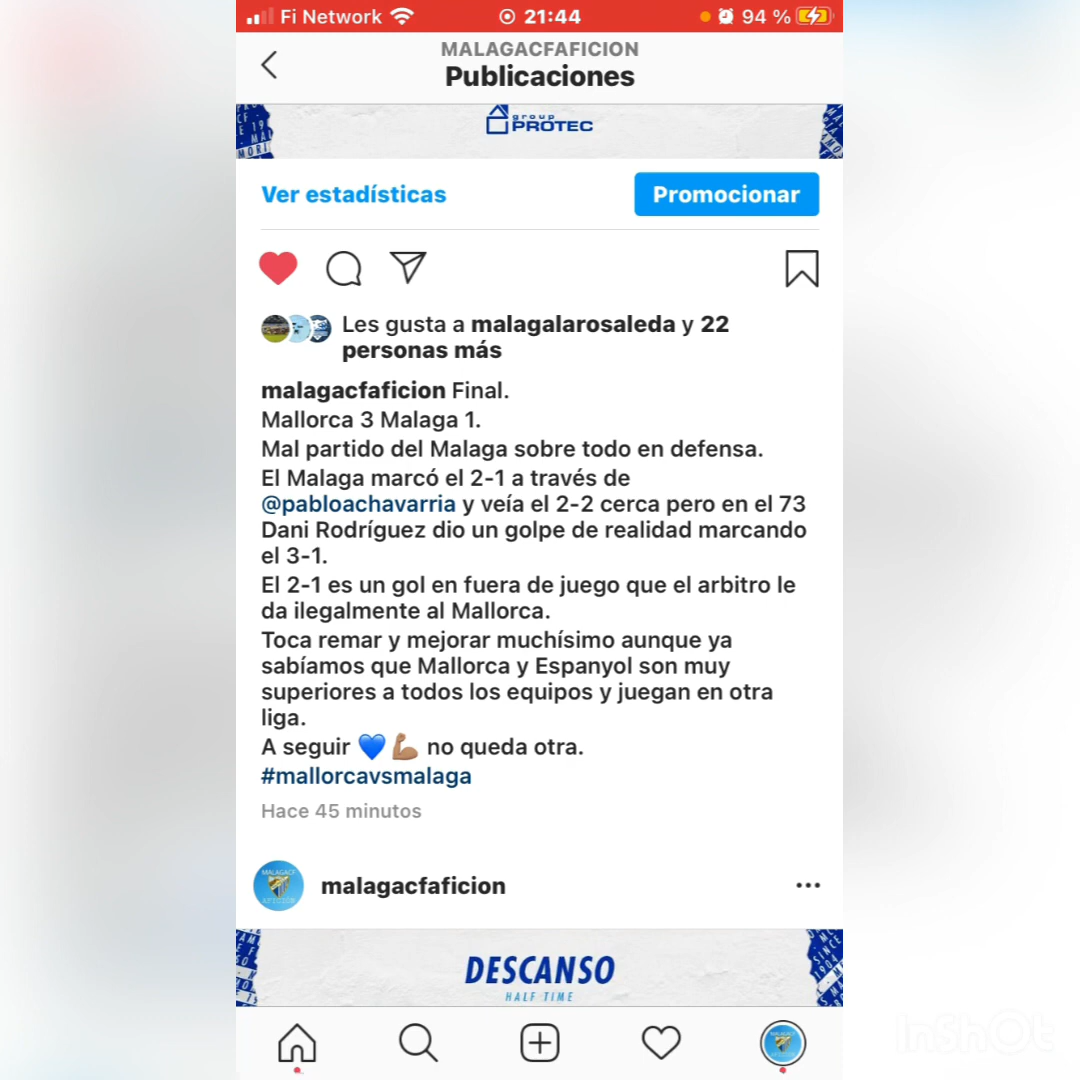 Fi Network 21:44 94 %
MALAGACFAFICION
Publicaciones
group
PROTEC
Ver estadísticas Promocionar
Les gusta a malagalarosaleda y 22
personas más
malagacfaficion Final.
Mallorca 3 Malaga 1.
Mal partido del Malaga sobre todo en defensa.
El Malaga marcó el 2-1 a través de
@pabloachavarria y veía el 2-2 cerca pero en el 73
Dani Rodríguez dio un golpe de realidad marcando
el 3-1.
El 2-1 es un gol en fuera de juego que el arbitro le
da ilegalmente al Mallorca.
Toca remar y mejorar muchísimo aunque ya
sabíamos que Mallorca y Espanyol son muy
superiores a todos los equipos y juegan en otra
liga.
A seguir 💙💪🏽 no queda otra.
#mallorcavsmalaga
Hace 45 minutos
malagacfaficion
DESCANSO
HALF TIME
SINCE
1904
InShOt